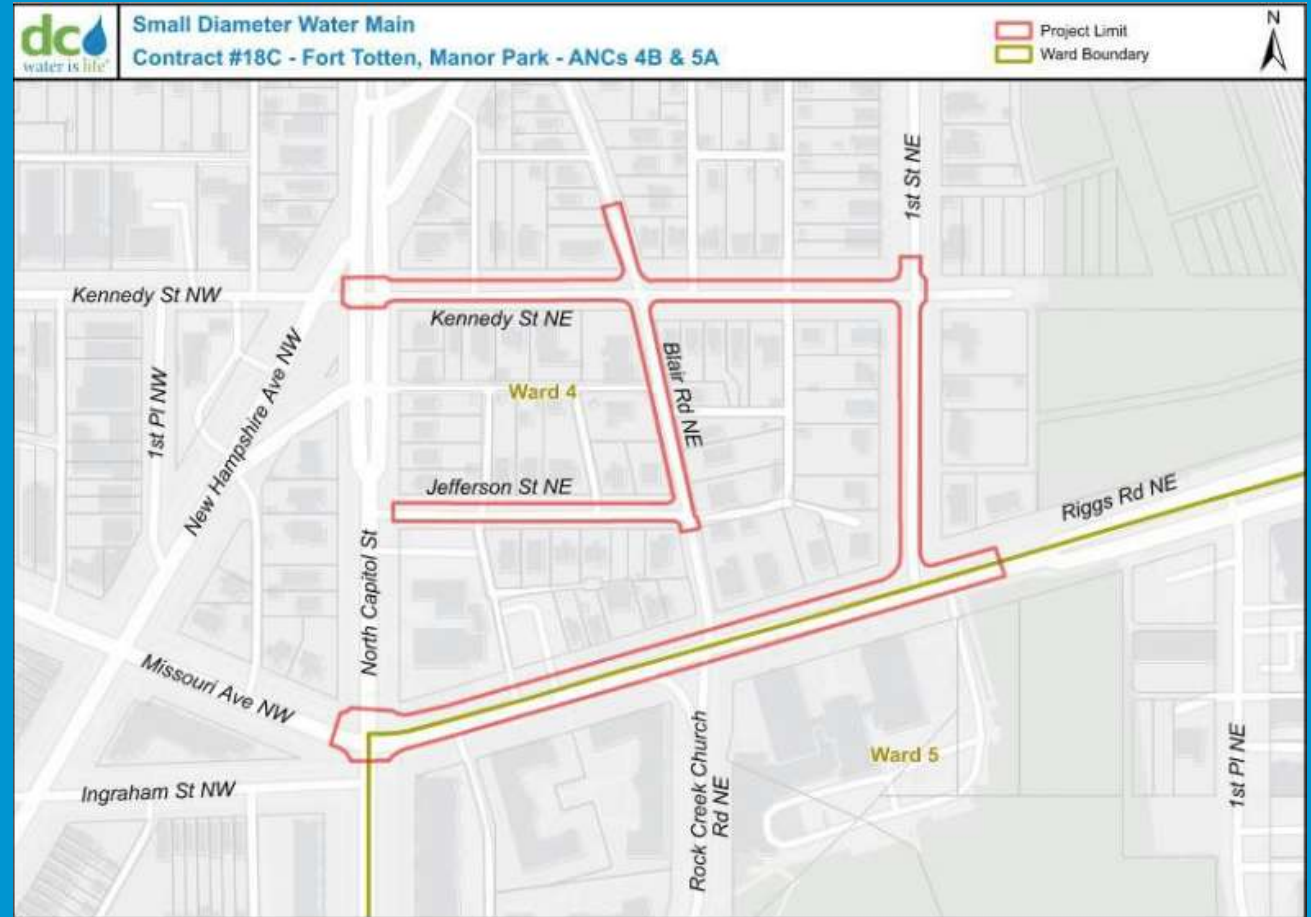 dc
water is life
Small Diameter Water Main
Contract #18C - Fort Totten, Manor Park - ANCs 4B & 5A
Project Limit
Ward Boundary
N
1st St NE
Kennedy St NW
Kennedy St NE
1st Pl NW
New Hampshire Ave NW
Ward 4
Blair Rd NE
Jefferson St NE
Riggs Rd NE
North Capitol St
Missouri Ave NW
Ingraham St NW
Rock Creek Church
Rd NE
Ward 5
1st Pl NE